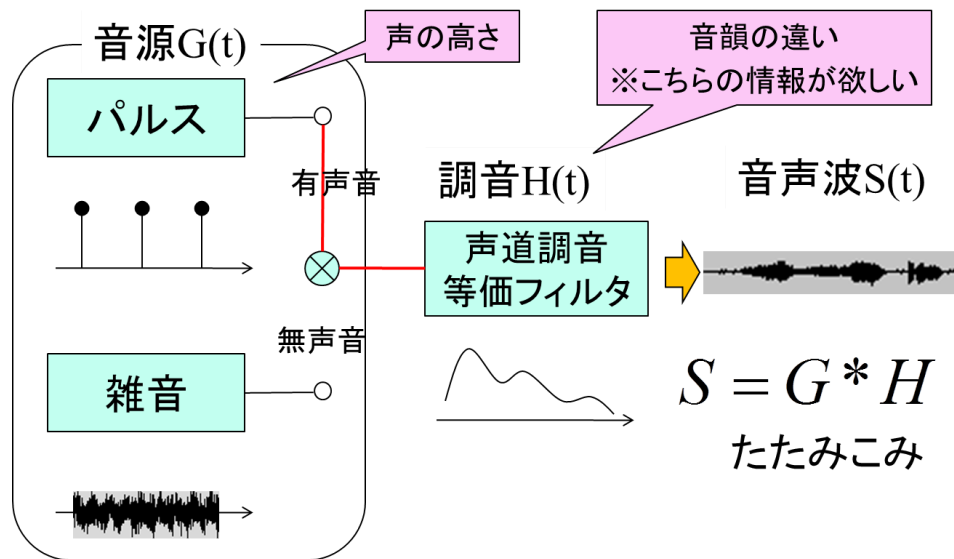 音源G(t)
声の高さ
パルス
有声音
無声音
雑音
音韻の違い
※こちらの情報が欲しい
調音H(t)
声道調音
等価フィルタ
音声波S(t)
S = G * H
たたみこみ